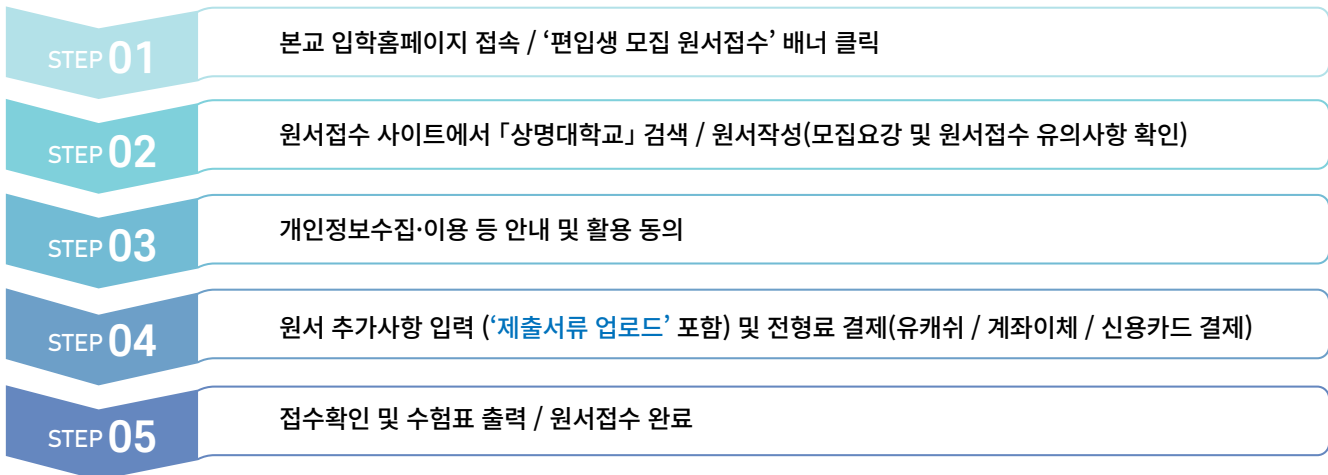 STEP 01
본교 입학홈페이지 접속 / ‘편입생 모집 원서접수’ 배너 클릭
STEP 02
원서접수 사이트에서 「상명대학교」 검색 / 원서작성(모집요강 및 원서접수 유의사항 확인)
STEP 03
개인정보수집·이용 등 안내 및 활용 동의
STEP 04
원서 추가사항 입력 (‘제출서류 업로드’ 포함) 및 전형료 결제(유캐쉬 / 계좌이체 / 신용카드 결제)
STEP 05
접수확인 및 수험표 출력 / 원서접수 완료